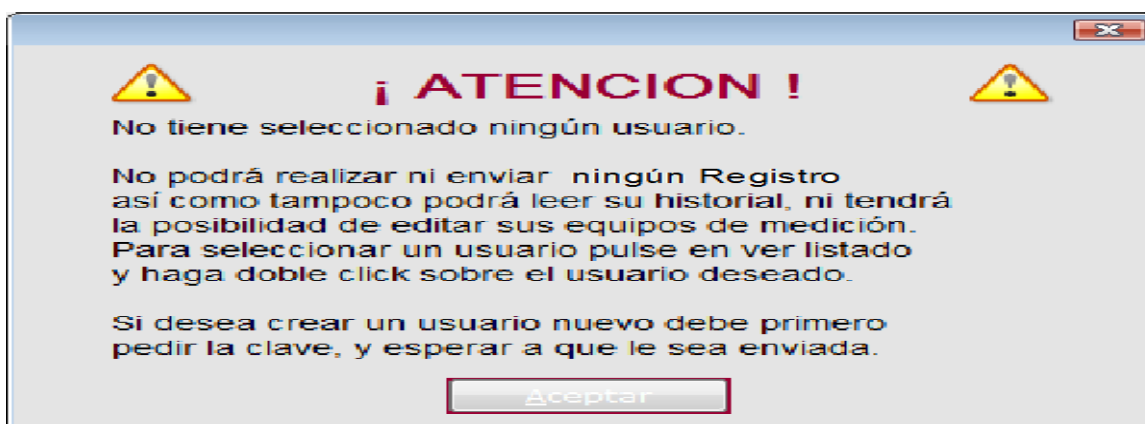 ¡ ATENCION !
No tiene seleccionado ningún usuario.
No podrá realizar ni enviar ningún Registro
así como tampoco podrá leer su historial, ni tendrá
la posibilidad de editar sus equipos de medición.
Para seleccionar un usuario pulse en ver listado
y haga doble click sobre el usuario deseado.
Si desea crear un usuario nuevo debe primero
pedir la clave, y esperar a que le sea enviada.
Aceptar